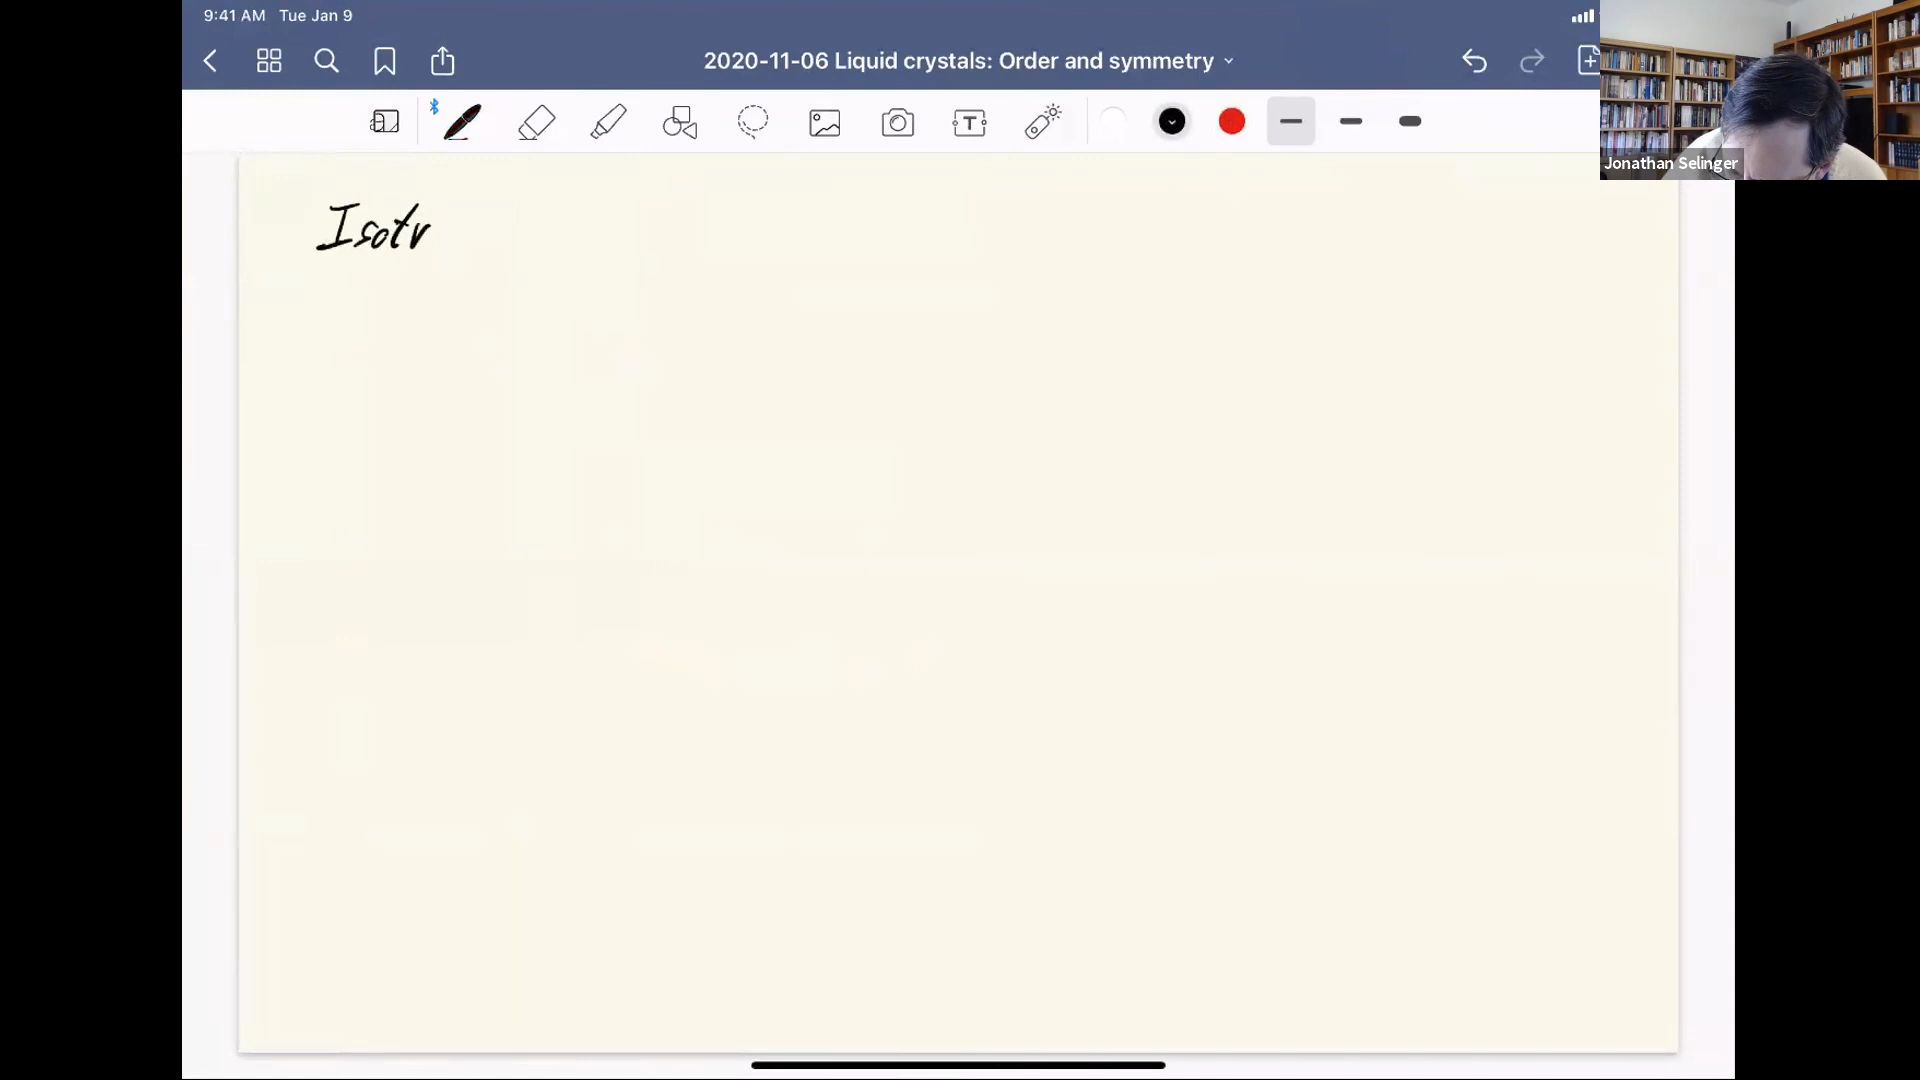 9:41 AM Tue Jan 9
2020-11-06 Liquid crystals: Order and symmetry
T
Jonathan Selinger
Isotr